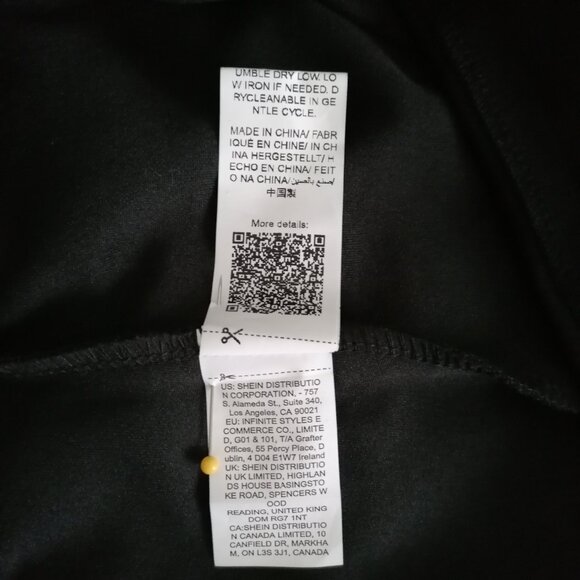 UMBLE DRY LOW. LO
W IRON IF NEEDED. D
RYCLEANABLE IN GE
NTLE CYCLE.
MADE IN CHINA/ FABR
IQUÉ EN CHINE/ IN CH
INA HERGESTELLT/ H
ECHO EN CHINA/ FEIT
O NA CHINA/صنع بالصين/
中国製
More details:
US: SHEIN DISTRIBUTIO
N CORPORATION, - 757
S. Alameda St., Suite 340,
Los Angeles, CA 90021
EU: INFINITE STYLES E
COMMERCE CO., LIMITE
D, G01 & 101, T/A Grafter
Offices, 55 Percy Place, D
ublin, 4 D04 E1W7 Ireland
UK: SHEIN DISTRIBUTIO
N UK LIMITED, HIGHLAN
DS HOUSE BASINGSTO
KE ROAD, SPENCERS W
OOD
READING, UNITED KING
DOM RG7 1NT
CA:SHEIN DISTRIBUTIO
N CANADA LIMITED, 10
CANFIELD DR., MARKHA
M, ON L3S 3J1, CANADA